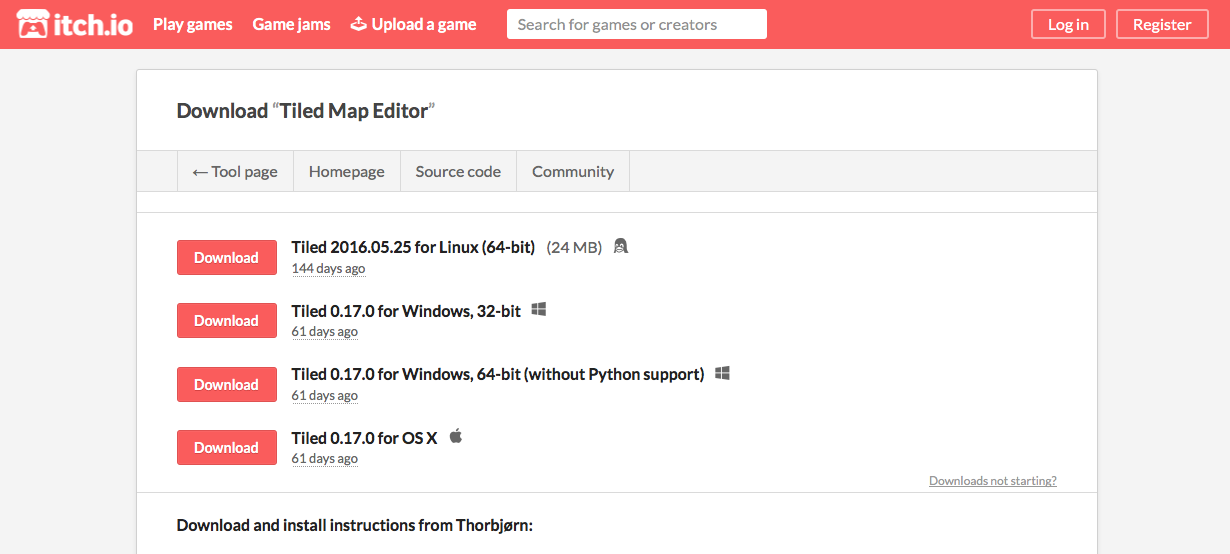 itch.io Play games Game jams Upload a game Search for games or creators Log in Register
Download “Tiled Map Editor”
← Tool page Homepage Source code Community
Download Tiled 2016.05.25 for Linux (64-bit) (24 MB)
144 days ago
Download Tiled 0.17.0 for Windows, 32-bit
61 days ago
Download Tiled 0.17.0 for Windows, 64-bit (without Python support)
61 days ago
Download Tiled 0.17.0 for OS X
61 days ago
Downloads not starting?
Download and install instructions from Thorbjørn: